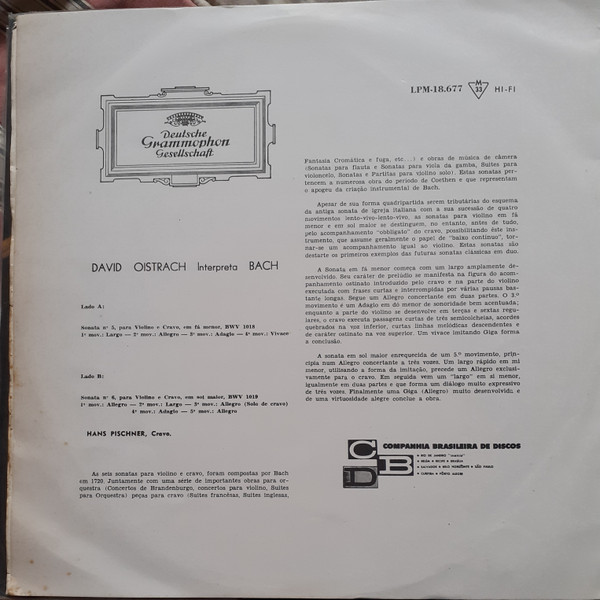 Deutsche
Grammophon
Gesellschaft
LPM-18.677 M 33 HI-FI
DAVID OISTRACH Interpreta BACH
Lado A:
Sonata nº 5, para Violino e Cravo, em fá menor, BWV 1018
1º mov.: Largo — 2º mov.: Allegro — 3º mov.: Adagio — 4º mov.: Vivace
Lado B:
Sonata nº 6, para Violino e Cravo, em sol maior, BWV 1019
1º mov.: Allegro — 2º mov.: Largo — 3º mov.: Allegro (Solo de cravo)
4º mov.: Adagio — 5º mov.: Allegro
HANS PISCHNER, Cravo.
As seis sonatas para violino e cravo, foram compostas por Bach
em 1720. Juntamente com uma série de importantes obras para or-
questra (Concertos de Brandenburgo, concertos para violino, Suites
para Orquestra) peças para cravo (Suites francêsas, Suites inglesas,
Fantasia Cromática e fuga, etc...) e obras de música de câmera
(Sonatas para flauta e Sonatas para viola da gamba, Suites para
violoncelo, Sonatas e Partitas para violino solo). Estas sonatas per-
tencem a numerosa obra do período de Coethen e que representam
o apogeu da criação instrumental de Bach.
Apezar de sua forma quadripartida serem tributárias do esquema
da antiga sonata de igreja italiana com a sua sucessão de quatro
movimentos lento-vivo-lento-vivo, as sonatas para violino em fá
menor e em sol maior se destinguem, no entanto, antes de tudo,
pelo acompanhamento "obbligato" do cravo, possibilitando êste ins-
trumento, que assume geralmente o papel de "baixo contínuo", tor-
nar-se um acompanhamento igual ao violino. Estas sonatas são
destarte os primeiros exemplos das futuras sonatas clássicas em duo.
A Sonata em fá menor começa com um largo amplamente de-
senvolvido. Seu caráter de prelúdio se manifesta na figura do acom-
panhamento ostinato introduzido pelo cravo e na parte do violino
executada com frases curtas e interrompidas por várias pausas bas-
tante longas. Segue um Allegro concertante em duas partes. O 3.º
movimento é um Adagio em dó menor de sonoridade bem acentuada;
enquanto a parte do violino se desenvolve em terças e sextas regu-
lares, o cravo executa passagens curtas de três semicolcheias, acordes
quebrados na voz inferior, curtas linhas melódicas descendentes e
de caráter ostinato na voz superior. Um vivace imitando Giga forma
a conclusão.
A sonata em sol maior enrequecida de um 5.º movimento, prin-
cipia num Allegro concertante a três vozes. Um largo rápido em mi
menor, utilisando a forma da imitação, precede um Allegro exclusi-
vamente para o cravo. Em seguida vem um "largo" em si menor,
igualmente em duas partes e que forma um diálogo muito expressivo
de três vozes. Finalmente uma Giga (Allegro) muito desenvolvida, e
de uma virtuosidade alegre conclue a obra.
CBD
COMPANHIA BRASILEIRA DE DISCOS